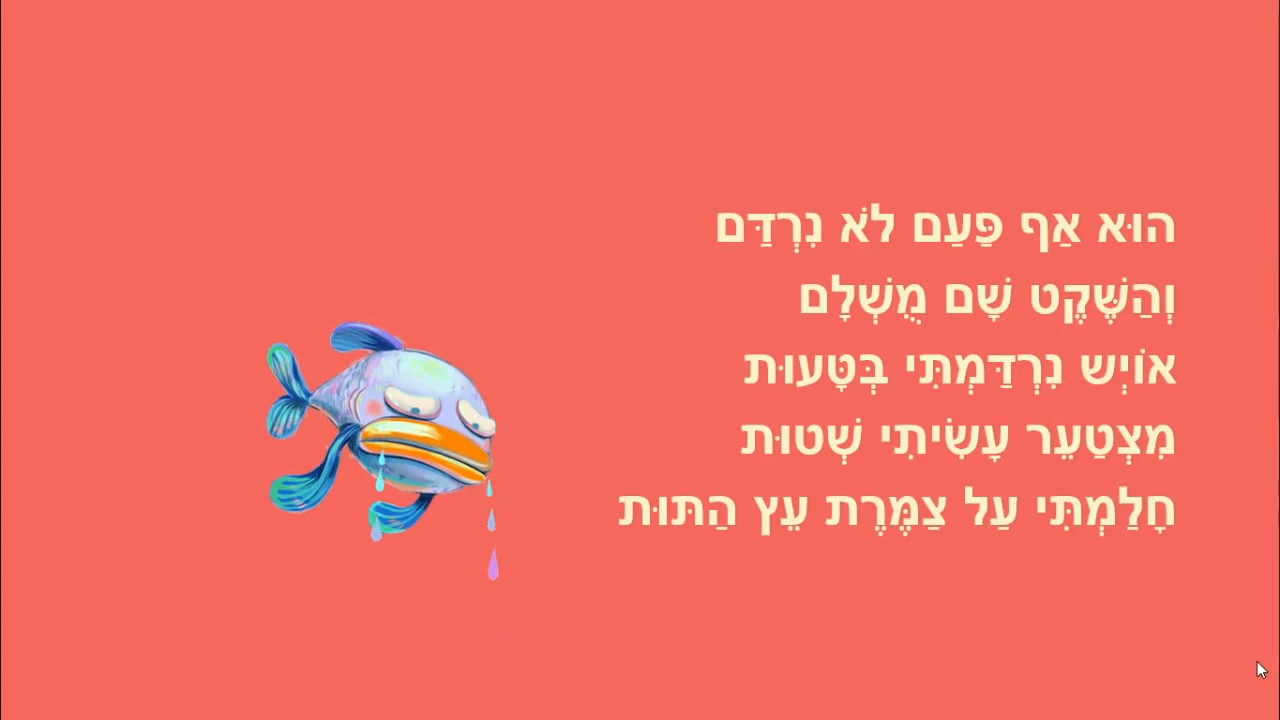 הוּא אַף פַּעַם לֹא נִרְדַּם
וְהַשֶּׁקֶט שָׁם מֻשְׁלָם
אוֹיְש נִרְדַּמְתִּי בְּטָעוּת
מִצְטַעֵר עָשִׂיתִי שְׁטוּת
חָלַמְתִּי עַל צַמֶּרֶת עֵץ הַתּוּת